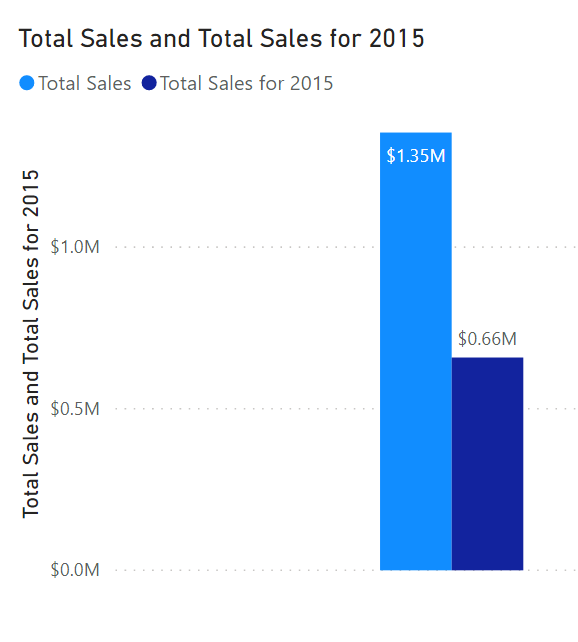 Total Sales and Total Sales for 2015
Total Sales Total Sales for 2015
Total Sales and Total Sales for 2015
$1.35M
$1.0M
$0.66M
$0.5M
$0.0M